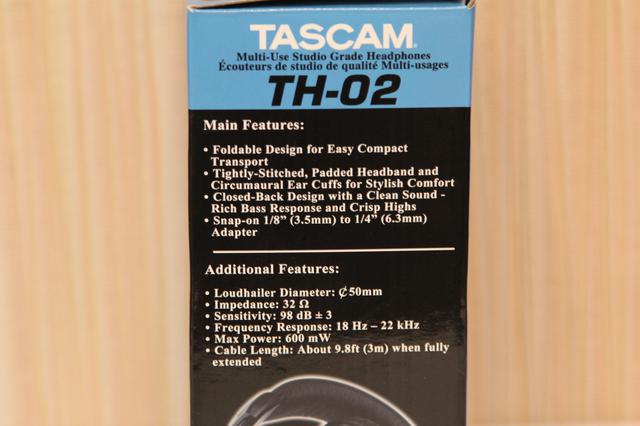 TASCAM
Multi-Use Studio Grade Headphones
Écouteurs de studio de qualité Multi-usages
TH-02
Main Features:
• Foldable Design for Easy Compact
Transport
• Tightly-Stitched, Padded Headband and
Circumaural Ear Cuffs for Stylish Comfort
• Closed-Back Design with a Clean Sound -
Rich Bass Response and Crisp Highs
• Snap-on 1/8” (3.5mm) to 1/4” (6.3mm)
Adapter
Additional Features:
• Loudhailer Diameter: ₵50mm
• Impedance: 32 Ω
• Sensitivity: 98 dB ± 3
• Frequency Response: 18 Hz – 22 kHz
• Max Power: 600 mW
• Cable Length: About 9.8ft (3m) when fully
extended